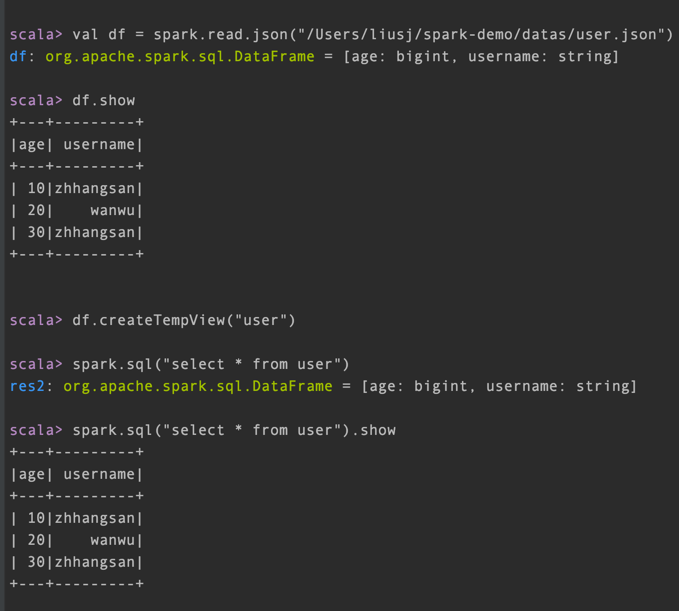 scala> val df = spark.read.json("/Users/liusj/spark-demo/datas/user.json")
df: org.apache.spark.sql.DataFrame = [age: bigint, username: string]
scala> df.show
+---+---------+
|age| username|
+---+---------+
| 10|zhhangsan|
| 20|    wanwu|
| 30|zhhangsan|
+---+---------+
scala> df.createTempView("user")
scala> spark.sql("select * from user")
res2: org.apache.spark.sql.DataFrame = [age: bigint, username: string]
scala> spark.sql("select * from user").show
+---+---------+
|age| username|
+---+---------+
| 10|zhhangsan|
| 20|    wanwu|
| 30|zhhangsan|
+---+---------+